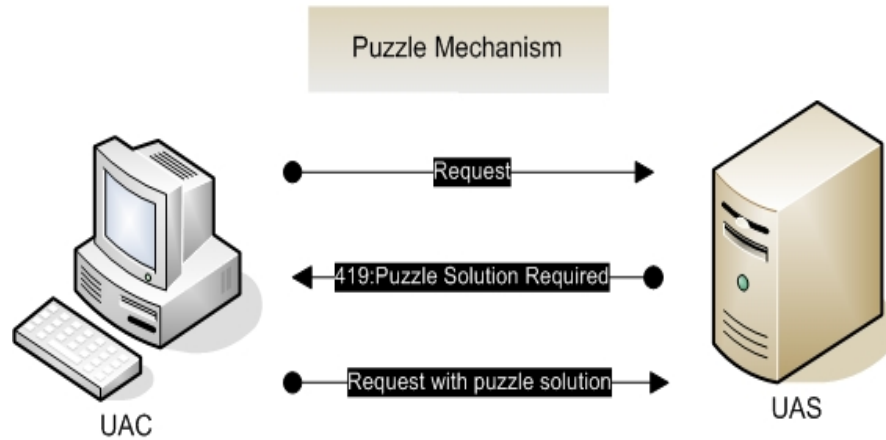 Puzzle Mechanism
Request
419:Puzzle Solution Required
Request with puzzle solution
UAC
UAS